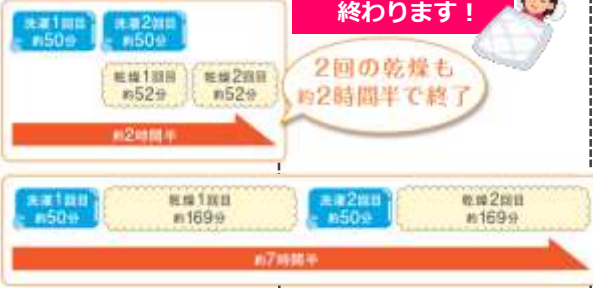 終わります！
洗濯1回目
約50分
洗濯2回目
約50分
乾燥1回目
約52分
乾燥2回目
約52分
2回の乾燥も
約2時間半で終了
約2時間半
洗濯1回目
約50分
乾燥1回目
約169分
洗濯2回目
約50分
乾燥2回目
約169分
約7時間半